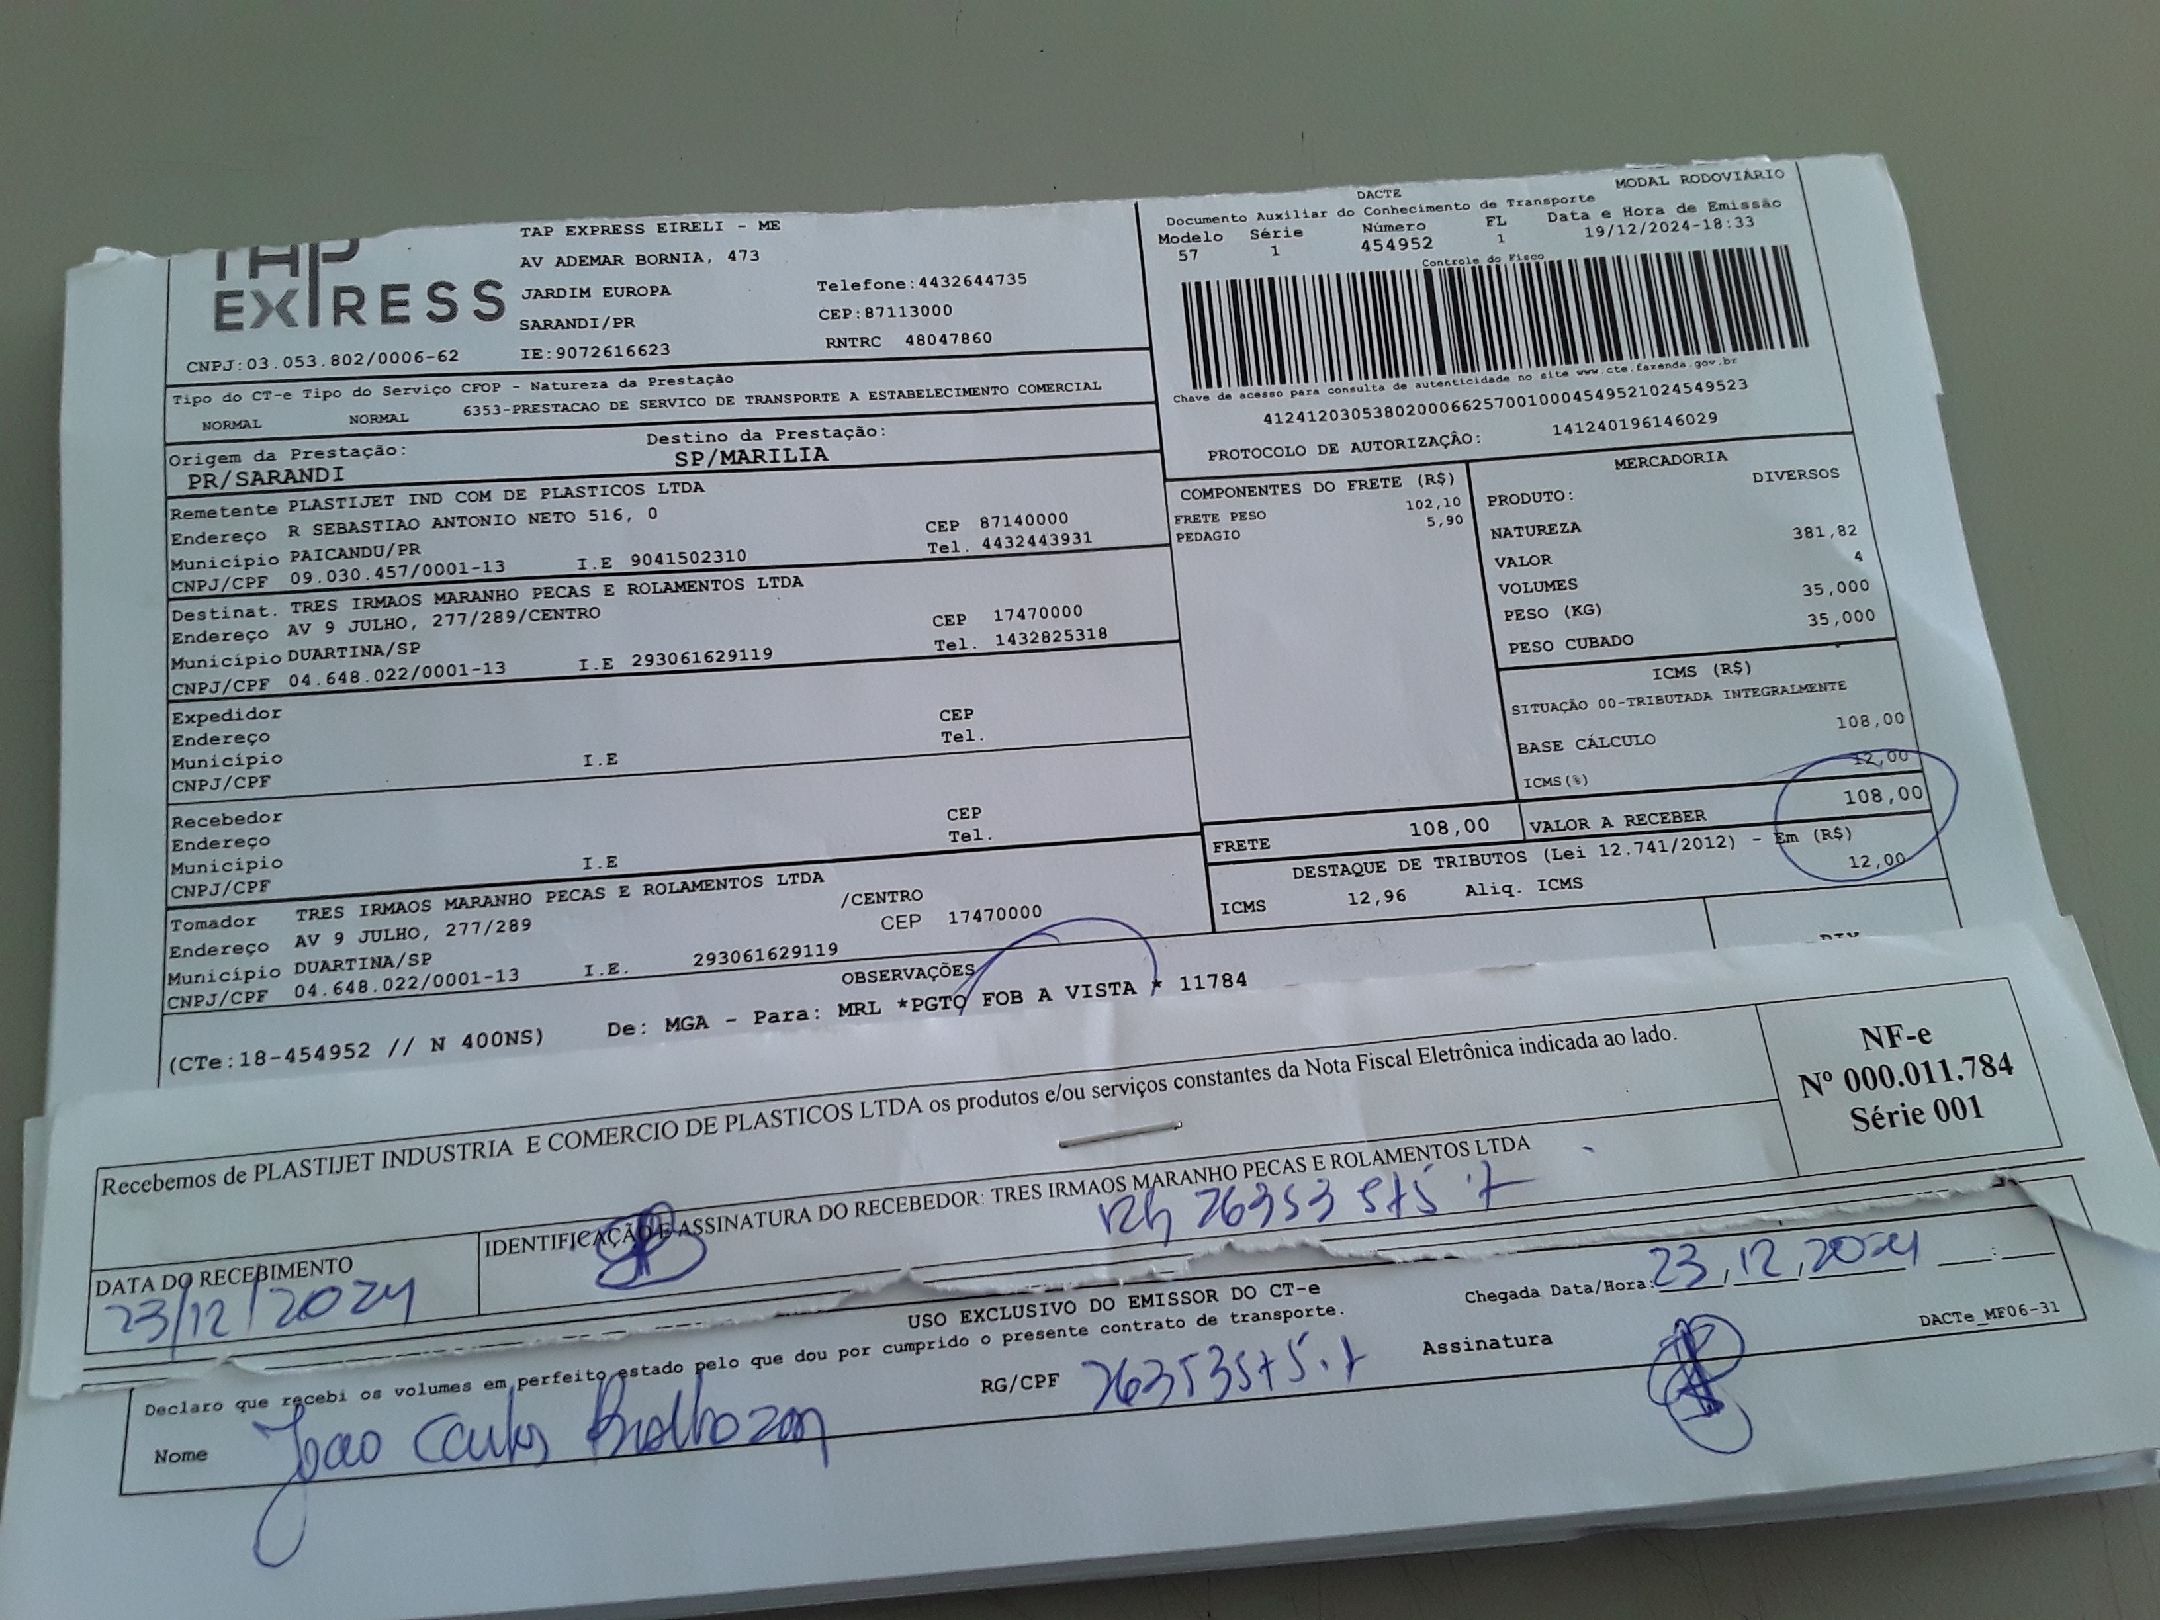 TAP EXPRESS
TAP EXPRESS EIRELI - ME
AV ADEMAR BORNIA, 473
JARDIM EUROPA Telefone:4432644735
SARANDI/PR CEP:87113000
CNPJ:03.053.802/0006-62 IE:9072616623 RNTRC 48047860
DACTE MODAL RODOVIÁRIO
Documento Auxiliar do Conhecimento de Transporte
Modelo Série Número FL Data e Hora de Emissão
57 1 454952 1 19/12/2024-18:33
Controle do Fisco
Chave de acesso para consulta de autenticidade no site www.cte.fazenda.gov.br
41241203053802000662570010004549521024549523
PROTOCOLO DE AUTORIZAÇÃO: 141240196146029
Tipo do CT-e Tipo do Serviço CFOP - Natureza da Prestação
NORMAL NORMAL 6353-PRESTACAO DE SERVICO DE TRANSPORTE A ESTABELECIMENTO COMERCIAL
Origem da Prestação: Destino da Prestação:
PR/SARANDI SP/MARILIA
Remetente PLASTIJET IND COM DE PLASTICOS LTDA
Endereço R SEBASTIAO ANTONIO NETO 516, 0 CEP 87140000
Município PAICANDU/PR Tel. 4432443931
CNPJ/CPF 09.030.457/0001-13 I.E 9041502310
Destinat. TRES IRMAOS MARANHO PECAS E ROLAMENTOS LTDA
Endereço AV 9 JULHO, 277/289/CENTRO CEP 17470000
Município DUARTINA/SP Tel. 1432825318
CNPJ/CPF 04.648.022/0001-13 I.E 293061629119
Expedidor CEP
Endereço Tel.
Município I.E
CNPJ/CPF
Recebedor CEP
Endereço Tel.
Município I.E
CNPJ/CPF
Tomador TRES IRMAOS MARANHO PECAS E ROLAMENTOS LTDA
Endereço AV 9 JULHO, 277/289 /CENTRO
Município DUARTINA/SP CEP 17470000
CNPJ/CPF 04.648.022/0001-13 I.E. 293061629119
COMPONENTES DO FRETE (R$)
FRETE PESO 102,10
PEDAGIO 5,90
MERCADORIA
PRODUTO: DIVERSOS
NATUREZA
VALOR 381,82
VOLUMES 4
PESO (KG) 35,000
PESO CUBADO 35,000
ICMS (R$)
SITUAÇÃO 00-TRIBUTADA INTEGRALMENTE
BASE CÁLCULO 108,00
ICMS(%) 12,00
FRETE 108,00 VALOR A RECEBER 108,00
DESTAQUE DE TRIBUTOS (Lei 12.741/2012) - Em (R$)
ICMS 12,96 Aliq. ICMS 12,00
OBSERVAÇÕES
(CTe:18-454952 // N 400NS) De: MGA - Para: MRL *PGTO FOB A VISTA * 11784
Recebemos de PLASTIJET INDUSTRIA E COMERCIO DE PLASTICOS LTDA os produtos e/ou serviços constantes da Nota Fiscal Eletrônica indicada ao lado.
NF-e
Nº 000.011.784
Série 001
DATA DO RECEBIMENTO
23/12/2024
IDENTIFICAÇÃO E ASSINATURA DO RECEBEDOR: TRES IRMAOS MARANHO PECAS E ROLAMENTOS LTDA
USO EXCLUSIVO DO EMISSOR DO CT-e
Declaro que recebi os volumes em perfeito estado pelo que dou por cumprido o presente contrato de transporte.
Chegada Data/Hora: 23,12,2024 :
Nome Joao Carlos
RG/CPF
Assinatura
DACTe_MF06-31